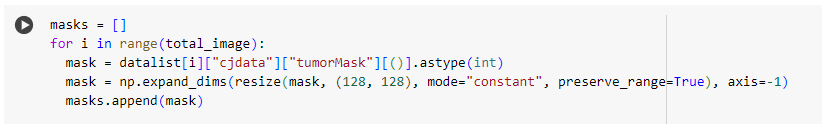 masks = []
for i in range(total_image):
  mask = datalist[i]["cjdata"]["tumorMask"][()].astype(int)
  mask = np.expand_dims(resize(mask, (128, 128), mode="constant", preserve_range=True), axis=-1)
  masks.append(mask)